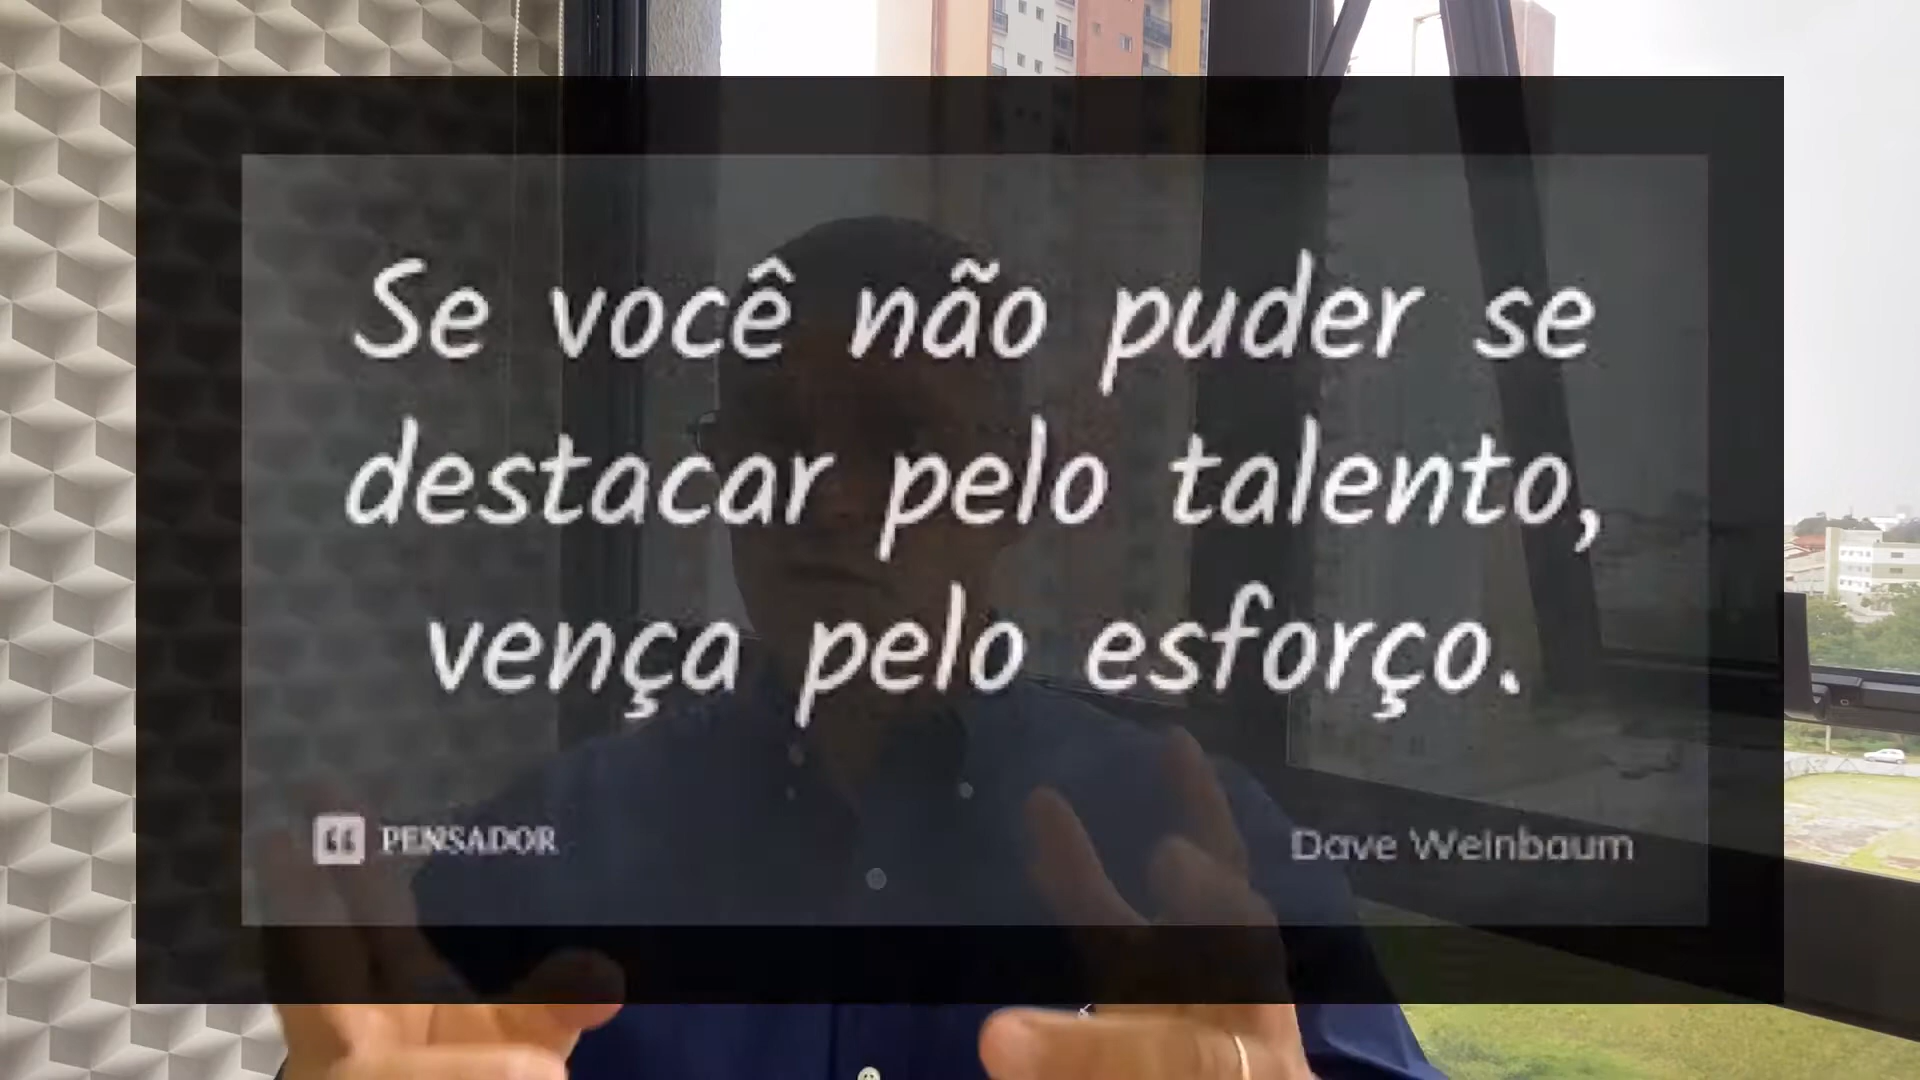 Se você não puder se
destacar pelo talento,
vença pelo esforço.
PENSADOR
Dave Weinbaum